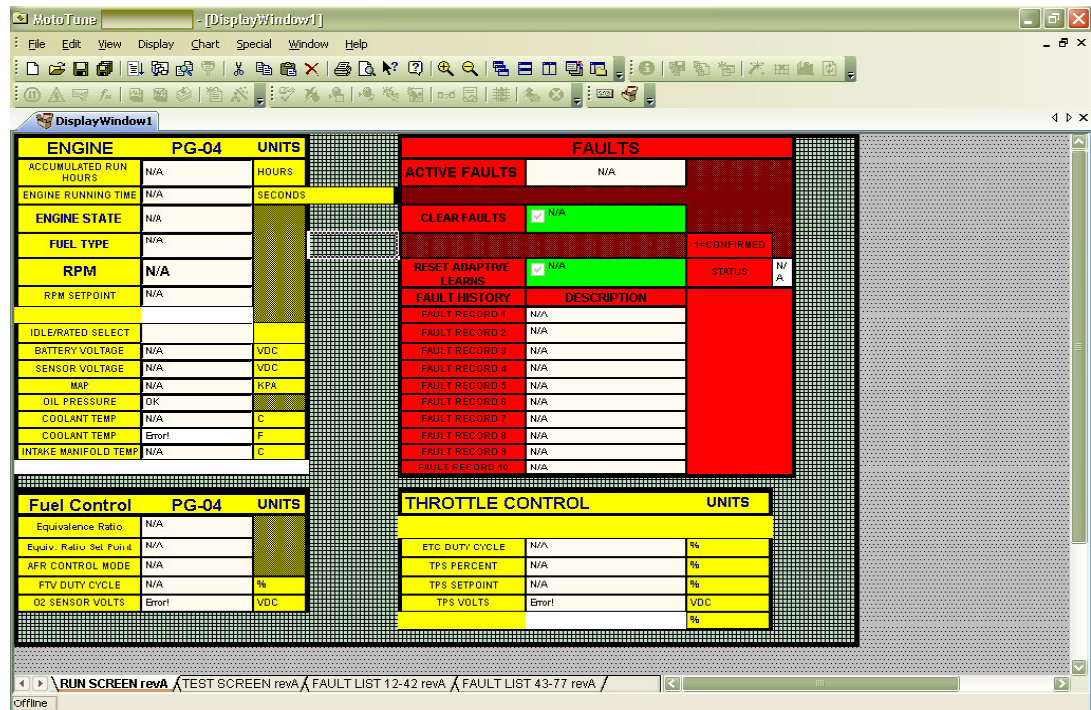 MotoTune - [DisplayWindow1]
File Edit View Display Chart Special Window Help
DisplayWindow1
ENGINE PG-04 UNITS
ACCUMULATED RUN HOURS N/A HOURS
ENGINE RUNNING TIME N/A SECONDS
ENGINE STATE N/A
FUEL TYPE N/A
RPM N/A
RPM SETPOINT N/A
IDLE/RATED SELECT
BATTERY VOLTAGE N/A VDC
SENSOR VOLTAGE N/A VDC
MAP N/A KPA
OIL PRESSURE OK
COOLANT TEMP N/A C
COOLANT TEMP Error! F
INTAKE MANIFOLD TEMP N/A C
FAULTS
ACTIVE FAULTS N/A
CLEAR FAULTS N/A
1=CONFIRMED
RESET ADAPTIVE LEARNS N/A STATUS N/A
FAULT HISTORY DESCRIPTION
FAULT RECORD 1 N/A
FAULT RECORD 2 N/A
FAULT RECORD 3 N/A
FAULT RECORD 4 N/A
FAULT RECORD 5 N/A
FAULT RECORD 6 N/A
FAULT RECORD 7 N/A
FAULT RECORD 8 N/A
FAULT RECORD 9 N/A
FAULT RECORD 10 N/A
Fuel Control PG-04 UNITS
Equivalence Ratio N/A
Equiv. Ratio Set Point N/A
AFR CONTROL MODE N/A
FTV DUTY CYCLE N/A %
02 SENSOR VOLTS Error! VDC
THROTTLE CONTROL UNITS
ETC DUTY CYCLE N/A %
TPS PERCENT N/A %
TPS SETPOINT N/A %
TPS VOLTS Error! VDC
%
RUN SCREEN revA TEST SCREEN revA FAULT LIST 12-42 revA FAULT LIST 43-77 revA
Offline